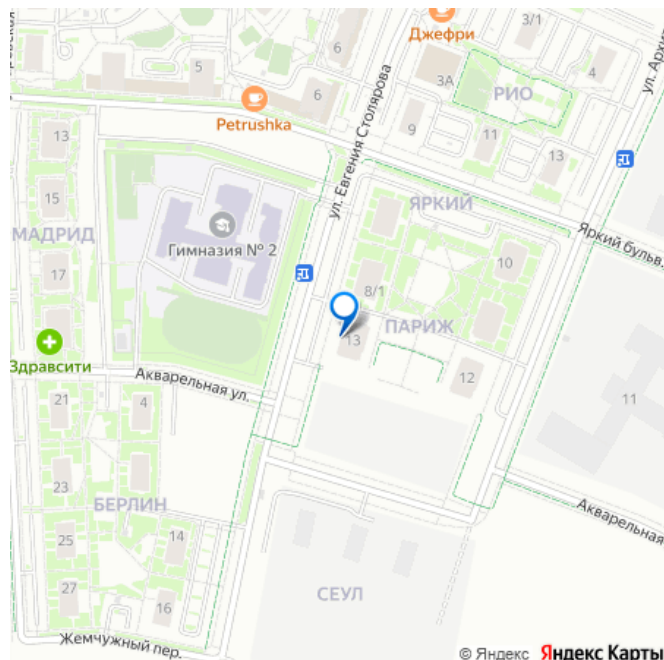 3/1
Джефри
6
5
3А
4
РИО
6
ул. Евгения Столярова
Petrushka
9
11
13
13
15
МАДРИД
17
ЯРКИЙ
Яркий бульв.
Гимназия № 2
10
8/1
ПАРИЖ
13
12
Здравсити
Акварельная ул.
21
4
11
23
БЕРЛИН
14
25
27
16
Акварельная
СЕУЛ
Жемчужный пер.
© Яндекс Яндекс Карты